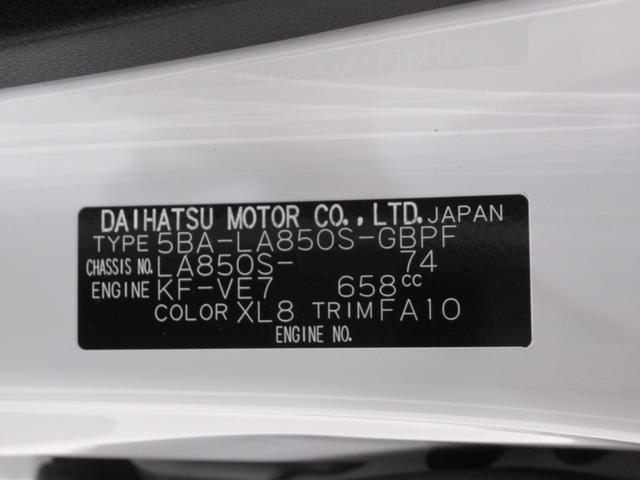 DAIHATSU MOTOR CO.,LTD. JAPAN
TYPE 5BA-LA850S-GBPF
CHASSIS NO. LA850S- 74
ENGINE KF-VE7 658cc
COLOR XL8 TRIM FA10
ENGINE NO.